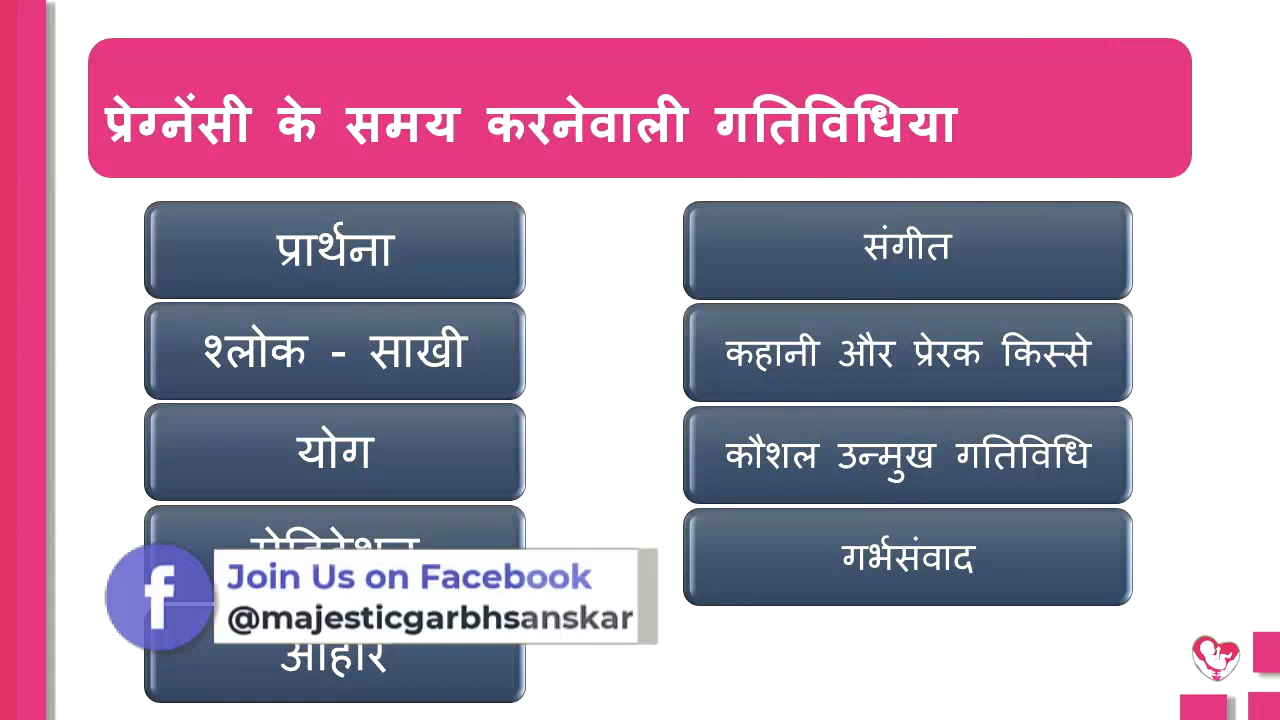 प्रेग्नेंसी के समय करनेवाली गतिविधिया
प्रार्थना
श्लोक - साखी
योग
आहार
संगीत
कहानी और प्रेरक किस्से
कौशल उन्मुख गतिविधि
गर्भसंवाद
Join Us on Facebook
@majesticgarbhsanskar